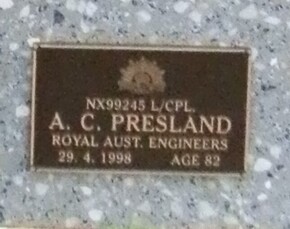 NX99245 L/CPL.
A. C. PRESLAND
ROYAL AUST. ENGINEERS
29. 4. 1998 AGE 82